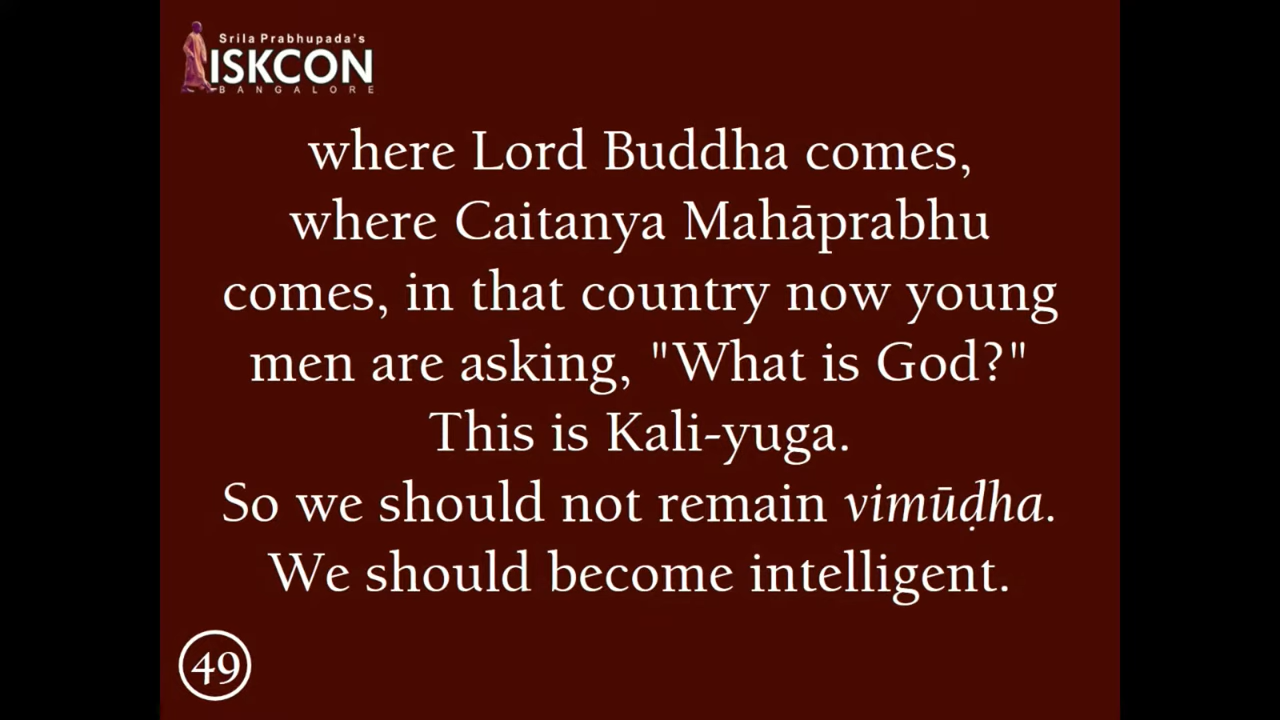 Srila Prabhupada's
ISKCON
BANGALORE
where Lord Buddha comes,
where Caitanya Mahāprabhu
comes, in that country now young
men are asking, "What is God?"
This is Kali-yuga.
So we should not remain vimūḍha.
We should become intelligent.
49